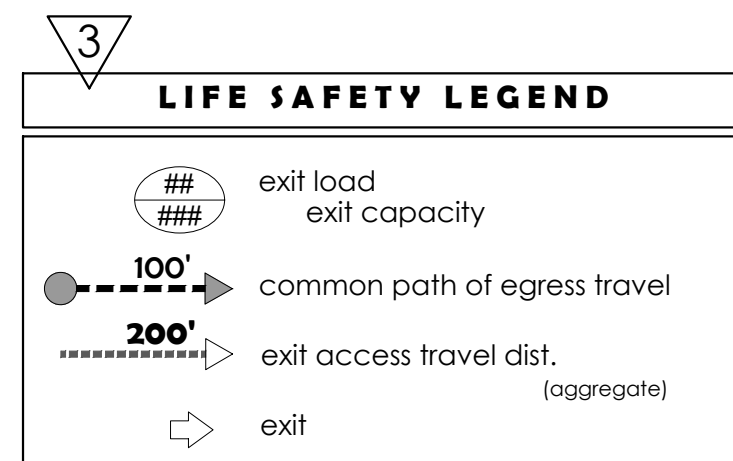 3
LIFE SAFETY LEGEND
## exit load
### exit capacity
100' common path of egress travel
200' exit access travel dist.
(aggregate)
exit